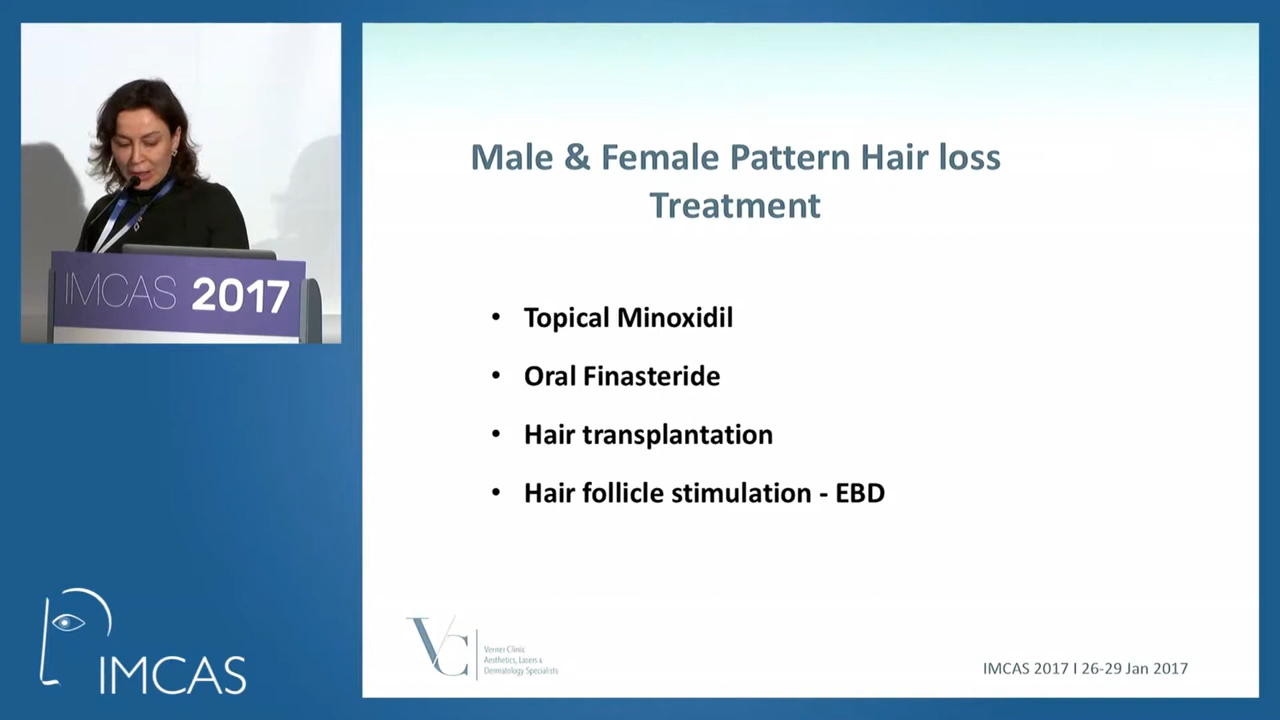 IMCAS 2017
Male & Female Pattern Hair loss
Treatment
• Topical Minoxidil
• Oral Finasteride
• Hair transplantation
• Hair follicle stimulation - EBD
VC
Verner Clinic
Aesthetics, Lasers &
Dermatology Specialists
IMCAS 2017 I 26-29 Jan 2017
IMCAS